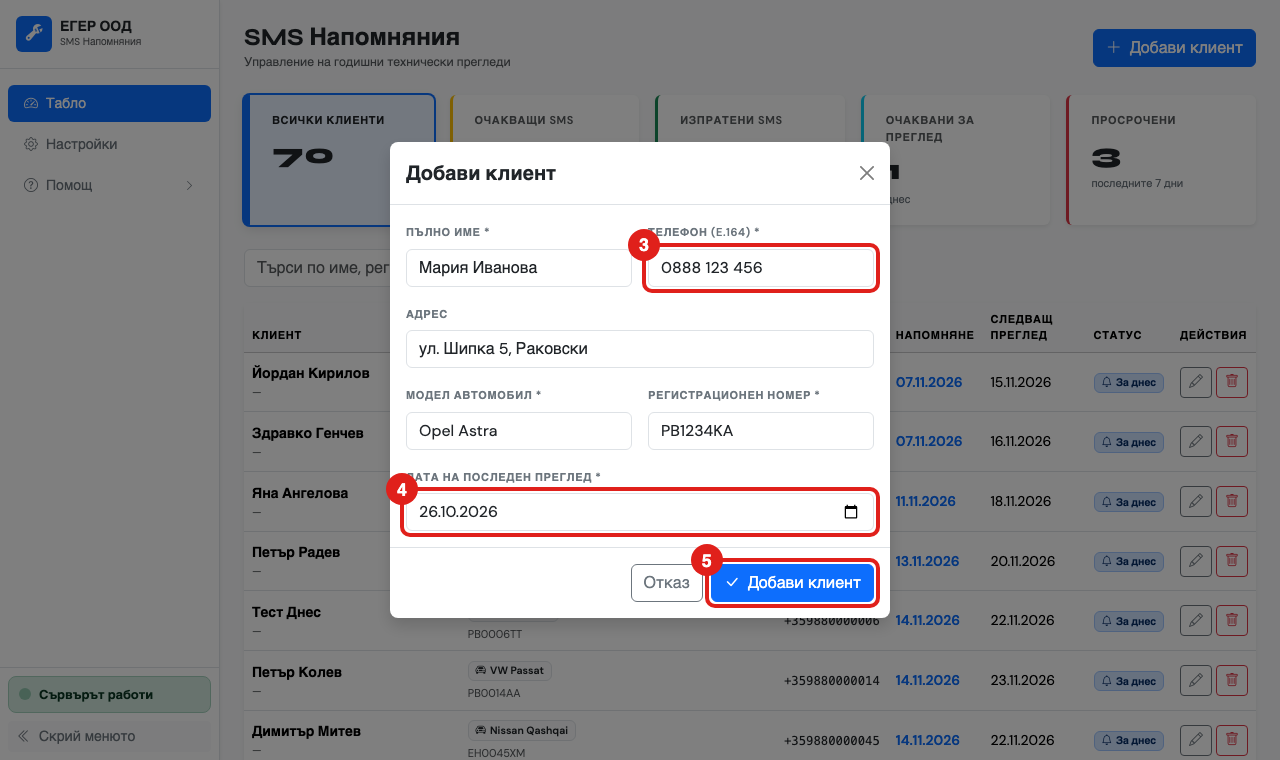 ЕГЕР ООД
SMS Напомняния
Табло
Настройки
Помощ
Сървърът работи
Скрий менюто
SMS Напомняния
Управление на годишни технически прегледи
Добави клиент
ВСИЧКИ КЛИЕНТИ
79
ОЧАКВАЩИ SMS
ИЗПРАТЕНИ SMS
ОЧАКВАНИ ЗА
ПРЕГЛЕД
днес
ПРОСРОЧЕНИ
3
последните 7 дни
Търси по име, рег
Добави клиент
ПЪЛНО ИМЕ *
Мария Иванова
3
ТЕЛЕФОН (E.164) *
0888 123 456
АДРЕС
ул. Шипка 5, Раковски
МОДЕЛ АВТОМОБИЛ *
Opel Astra
РЕГИСТРАЦИОНЕН НОМЕР *
PB1234KA
4
ДАТА НА ПОСЛЕДЕН ПРЕГЛЕД *
26.10.2026
Отказ
5
Добави клиент
КЛИЕНТ
НАПОМНЯНЕ
СЛЕДВАЩ
ПРЕГЛЕД
СТАТУС
ДЕЙСТВИЯ
Йордан Кирилов
—
07.11.2026
15.11.2026
За днес
Здравко Генчев
—
07.11.2026
16.11.2026
За днес
Яна Ангелова
—
11.11.2026
18.11.2026
За днес
Петър Радев
—
13.11.2026
20.11.2026
За днес
Тест Днес
—
PB0006TT
+359880000006
14.11.2026
22.11.2026
За днес
Петър Колев
—
VW Passat
PB0014AA
+359880000014
14.11.2026
23.11.2026
За днес
Димитър Митев
—
Nissan Qashqai
EH0045XM
+359880000045
14.11.2026
22.11.2026
За днес